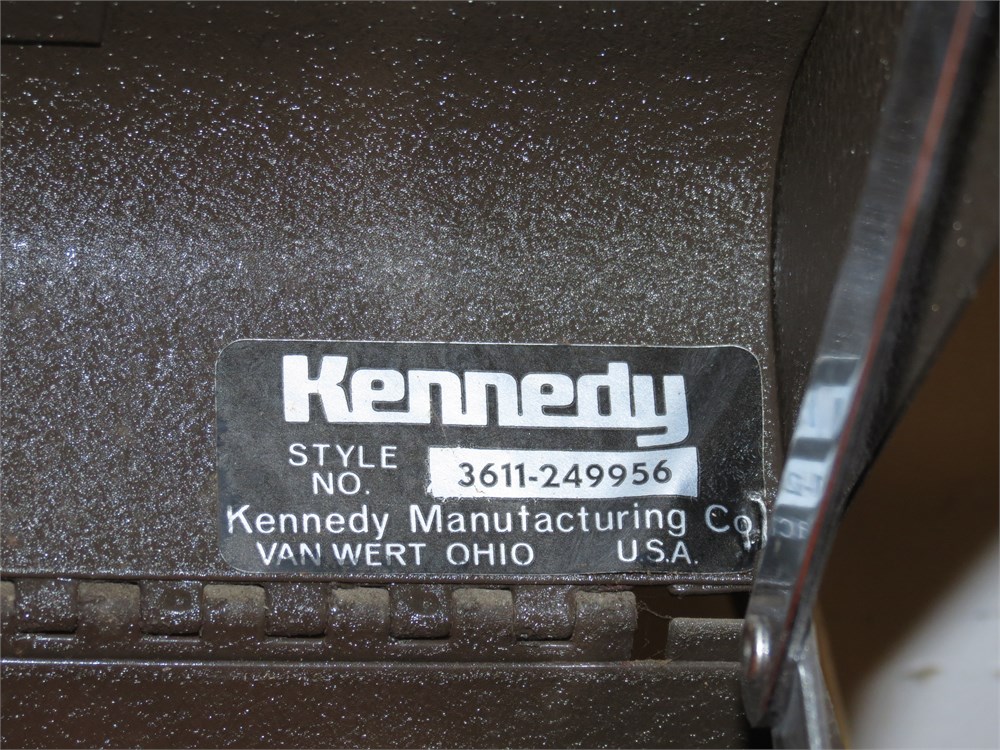 Kennedy
STYLE NO. 3611-249956
Kennedy Manufacturing Co.
VAN WERT OHIO U.S.A.